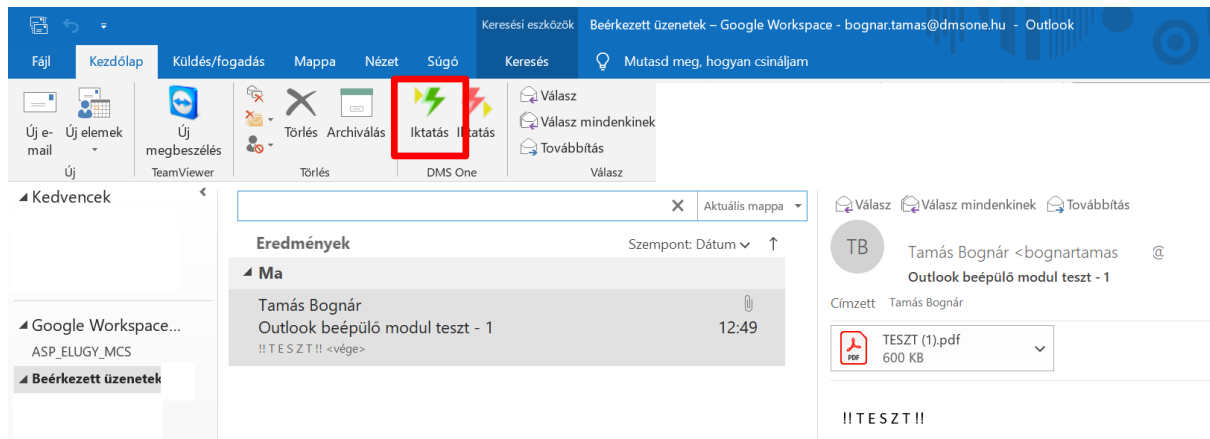 Keresési eszközök
Beérkezett üzenetek – Google Workspace - bognar.tamas@dmsone.hu - Outlook
Fájl Kezdőlap Küldés/fogadás Mappa Nézet Súgó Keresés Mutasd meg, hogyan csináljam
Új e-mail
Új elemek
Új megbeszélés
Törlés Archiválás
Iktatás
Válasz
Válasz mindenkinek
Továbbítás
Új TeamViewer Törlés DMS One Válasz
Kedvencek
Aktuális mappa
Eredmények Szempont: Dátum
Ma
Tamás Bognár
Outlook beépülő modul teszt - 1 12:49
!! T E S Z T !! <vége>
Google Workspace...
ASP_ELUGY_MCS
Beérkezett üzenetek
Válasz Válasz mindenkinek Továbbítás
TB
Tamás Bognár <bognartamas @
Outlook beépülő modul teszt - 1
Címzett Tamás Bognár
PDF
TESZT (1).pdf
600 KB
!! T E S Z T !!